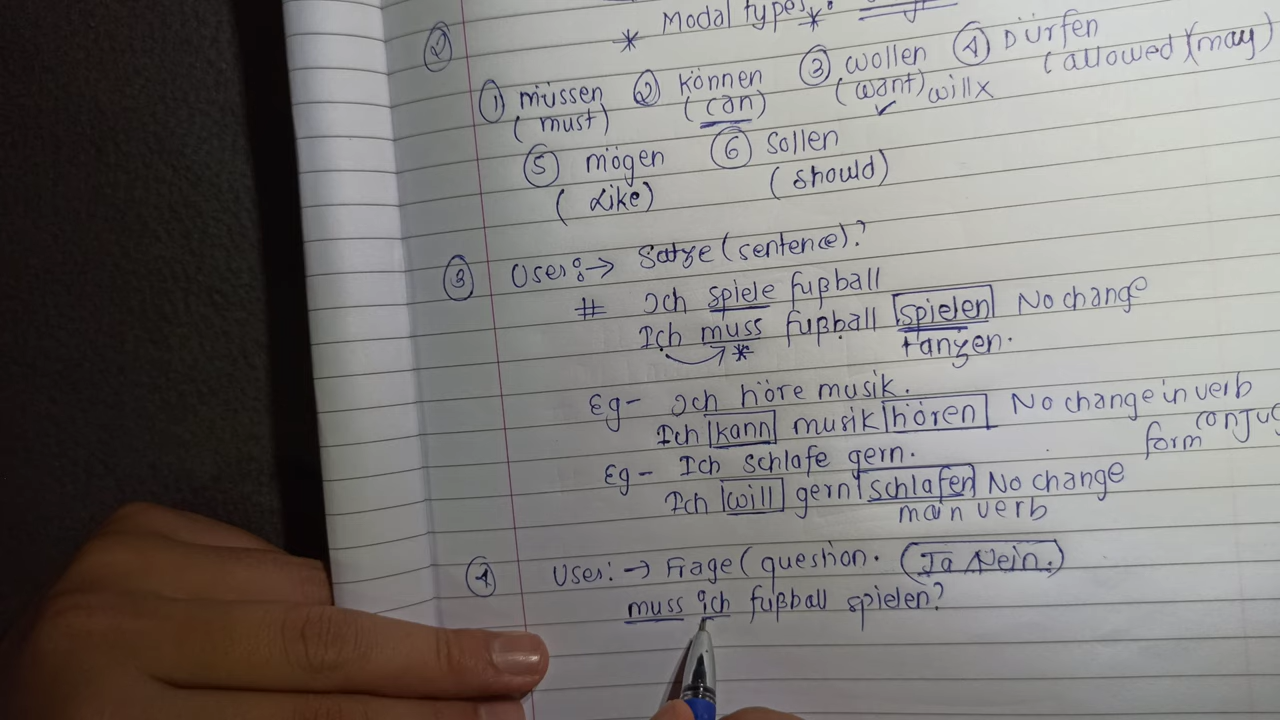 * Modal types *
②
① müssen ② können ③ wollen ④ Dürfen
(must) (can) (want) will x (allowed)(may)
⑤ mögen ⑥ sollen
(Like) (should)
③ Uses:→ Satze (sentence)?
# Ich spiele fußball
Ich muss fußball spielen No change
* tanzen.
Eg- Ich höre musik.
Ich kann musik hören No change in verb
form conjug
Eg- Ich schlafe gern.
Ich will gern schlafen No change
main verb
④ Uses:→ Frage (question. (Ja Nein.)
muss ich fußball spielen?